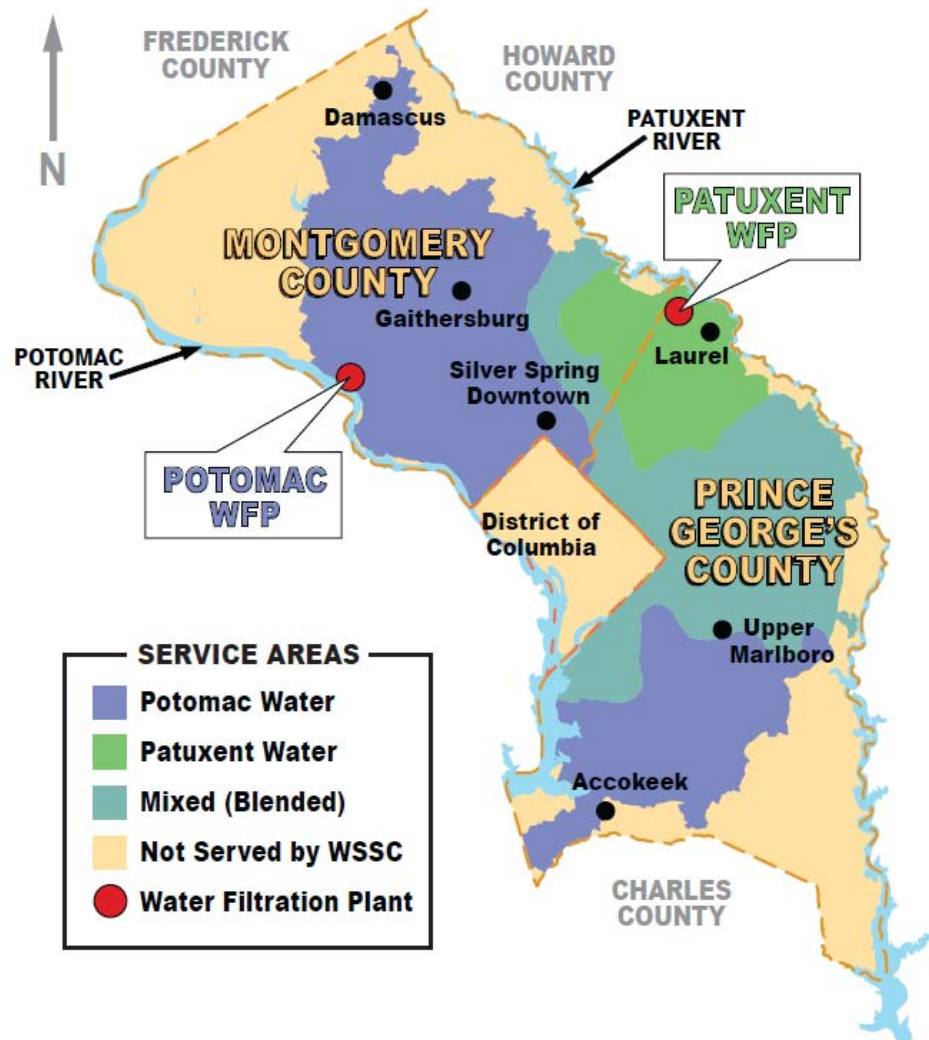 FREDERICK
COUNTY
HOWARD
COUNTY
N
Damascus
PATUXENT
RIVER
PATUXENT
WFP
MONTGOMERY
COUNTY
Gaithersburg
Laurel
POTOMAC
RIVER
Silver Spring
Downtown
POTOMAC
WFP
PRINCE
GEORGE'S
COUNTY
District of
Columbia
Upper
Marlboro
SERVICE AREAS
Potomac Water
Patuxent Water
Mixed (Blended)
Not Served by WSSC
Water Filtration Plant
Accokeek
CHARLES
COUNTY